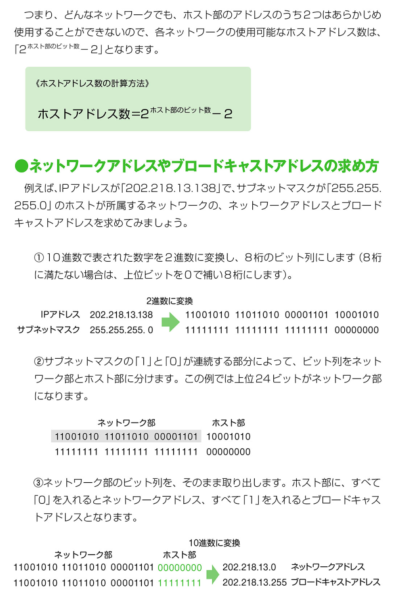 つまり、どんなネットワークでも、ホスト部のアドレスのうち2つはあらかじめ
使用することができないので、各ネットワークの使用可能なホストアドレス数は、
「2ホスト部のビット数－2」となります。
《ホストアドレス数の計算方法》
ホストアドレス数=2ホスト部のビット数－2
●ネットワークアドレスやブロードキャストアドレスの求め方
例えば、IPアドレスが「202.218.13.138」で、サブネットマスクが「255.255.
255.0」のホストが所属するネットワークの、ネットワークアドレスとブロード
キャストアドレスを求めてみましょう。
①10進数で表された数字を2進数に変換し、8桁のビット列にします(8桁
に満たない場合は、上位ビットを0で補い8桁にします)。
2進数に変換
IPアドレス 202.218.13.138 11001010 11011010 00001101 10001010
サブネットマスク 255.255.255. 0 11111111 11111111 11111111 00000000
②サブネットマスクの「1」と「0」が連続する部分によって、ビット列をネット
ワーク部とホスト部に分けます。この例では上位24ビットがネットワーク部
になります。
ネットワーク部 ホスト部
11001010 11011010 00001101 10001010
11111111 11111111 11111111 00000000
③ネットワーク部のビット列を、そのまま取り出します。ホスト部に、すべて
「0」を入れるとネットワークアドレス、すべて「1」を入れるとブロードキャス
トアドレスとなります。
10進数に変換
ネットワーク部 ホスト部
11001010 11011010 00001101 00000000 202.218.13.0 ネットワークアドレス
11001010 11011010 00001101 11111111 202.218.13.255 ブロードキャストアドレス